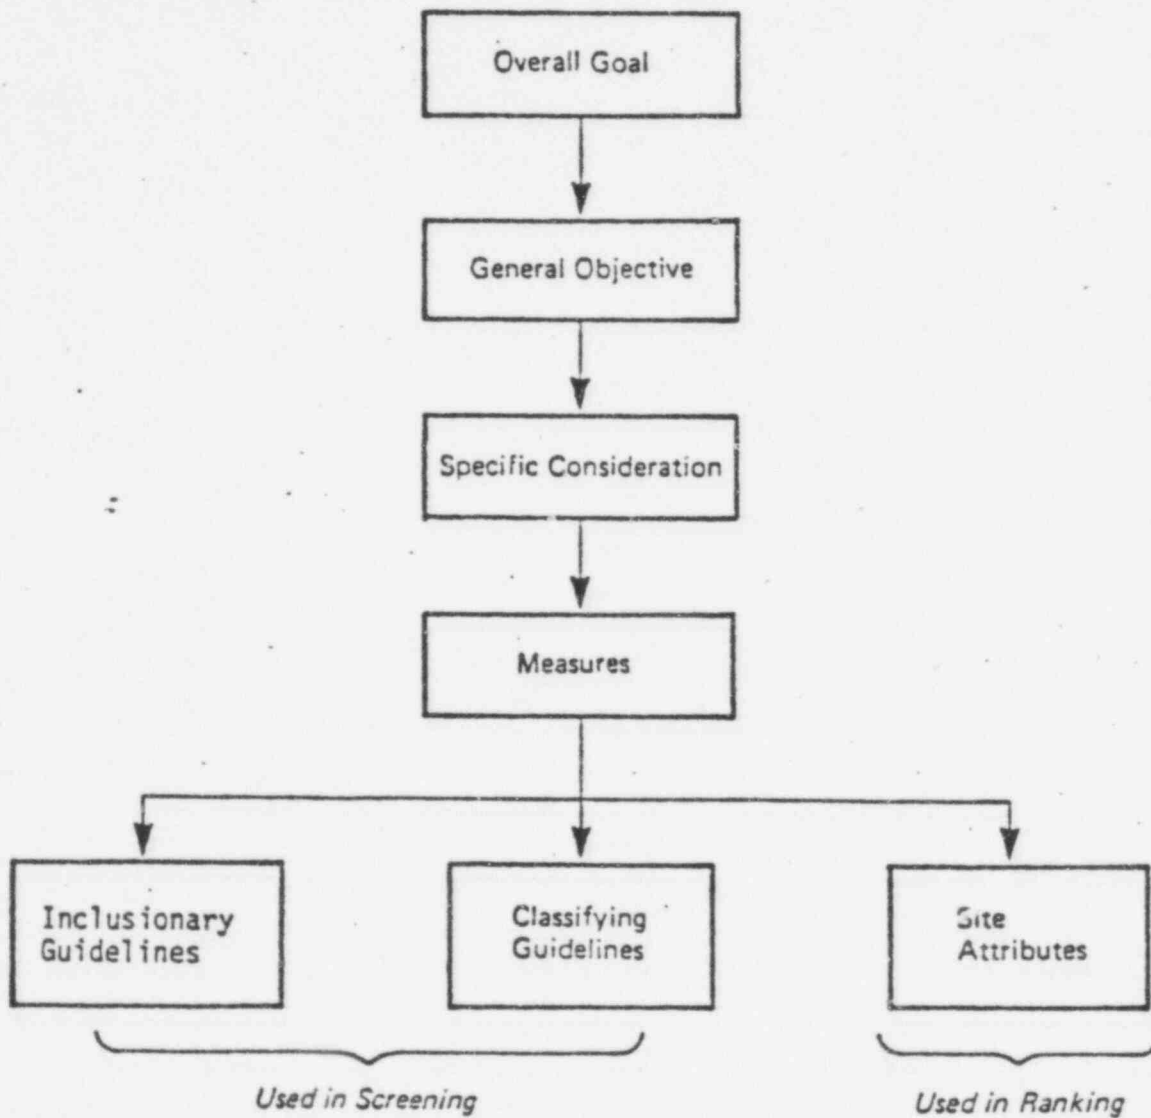 Overall Goal
General Objective
Specific Consideration
Measures
Inclusionary
Guidelines
Classifying
Guidelines
Site
Attributes
Used in Screening
Used in Ranking